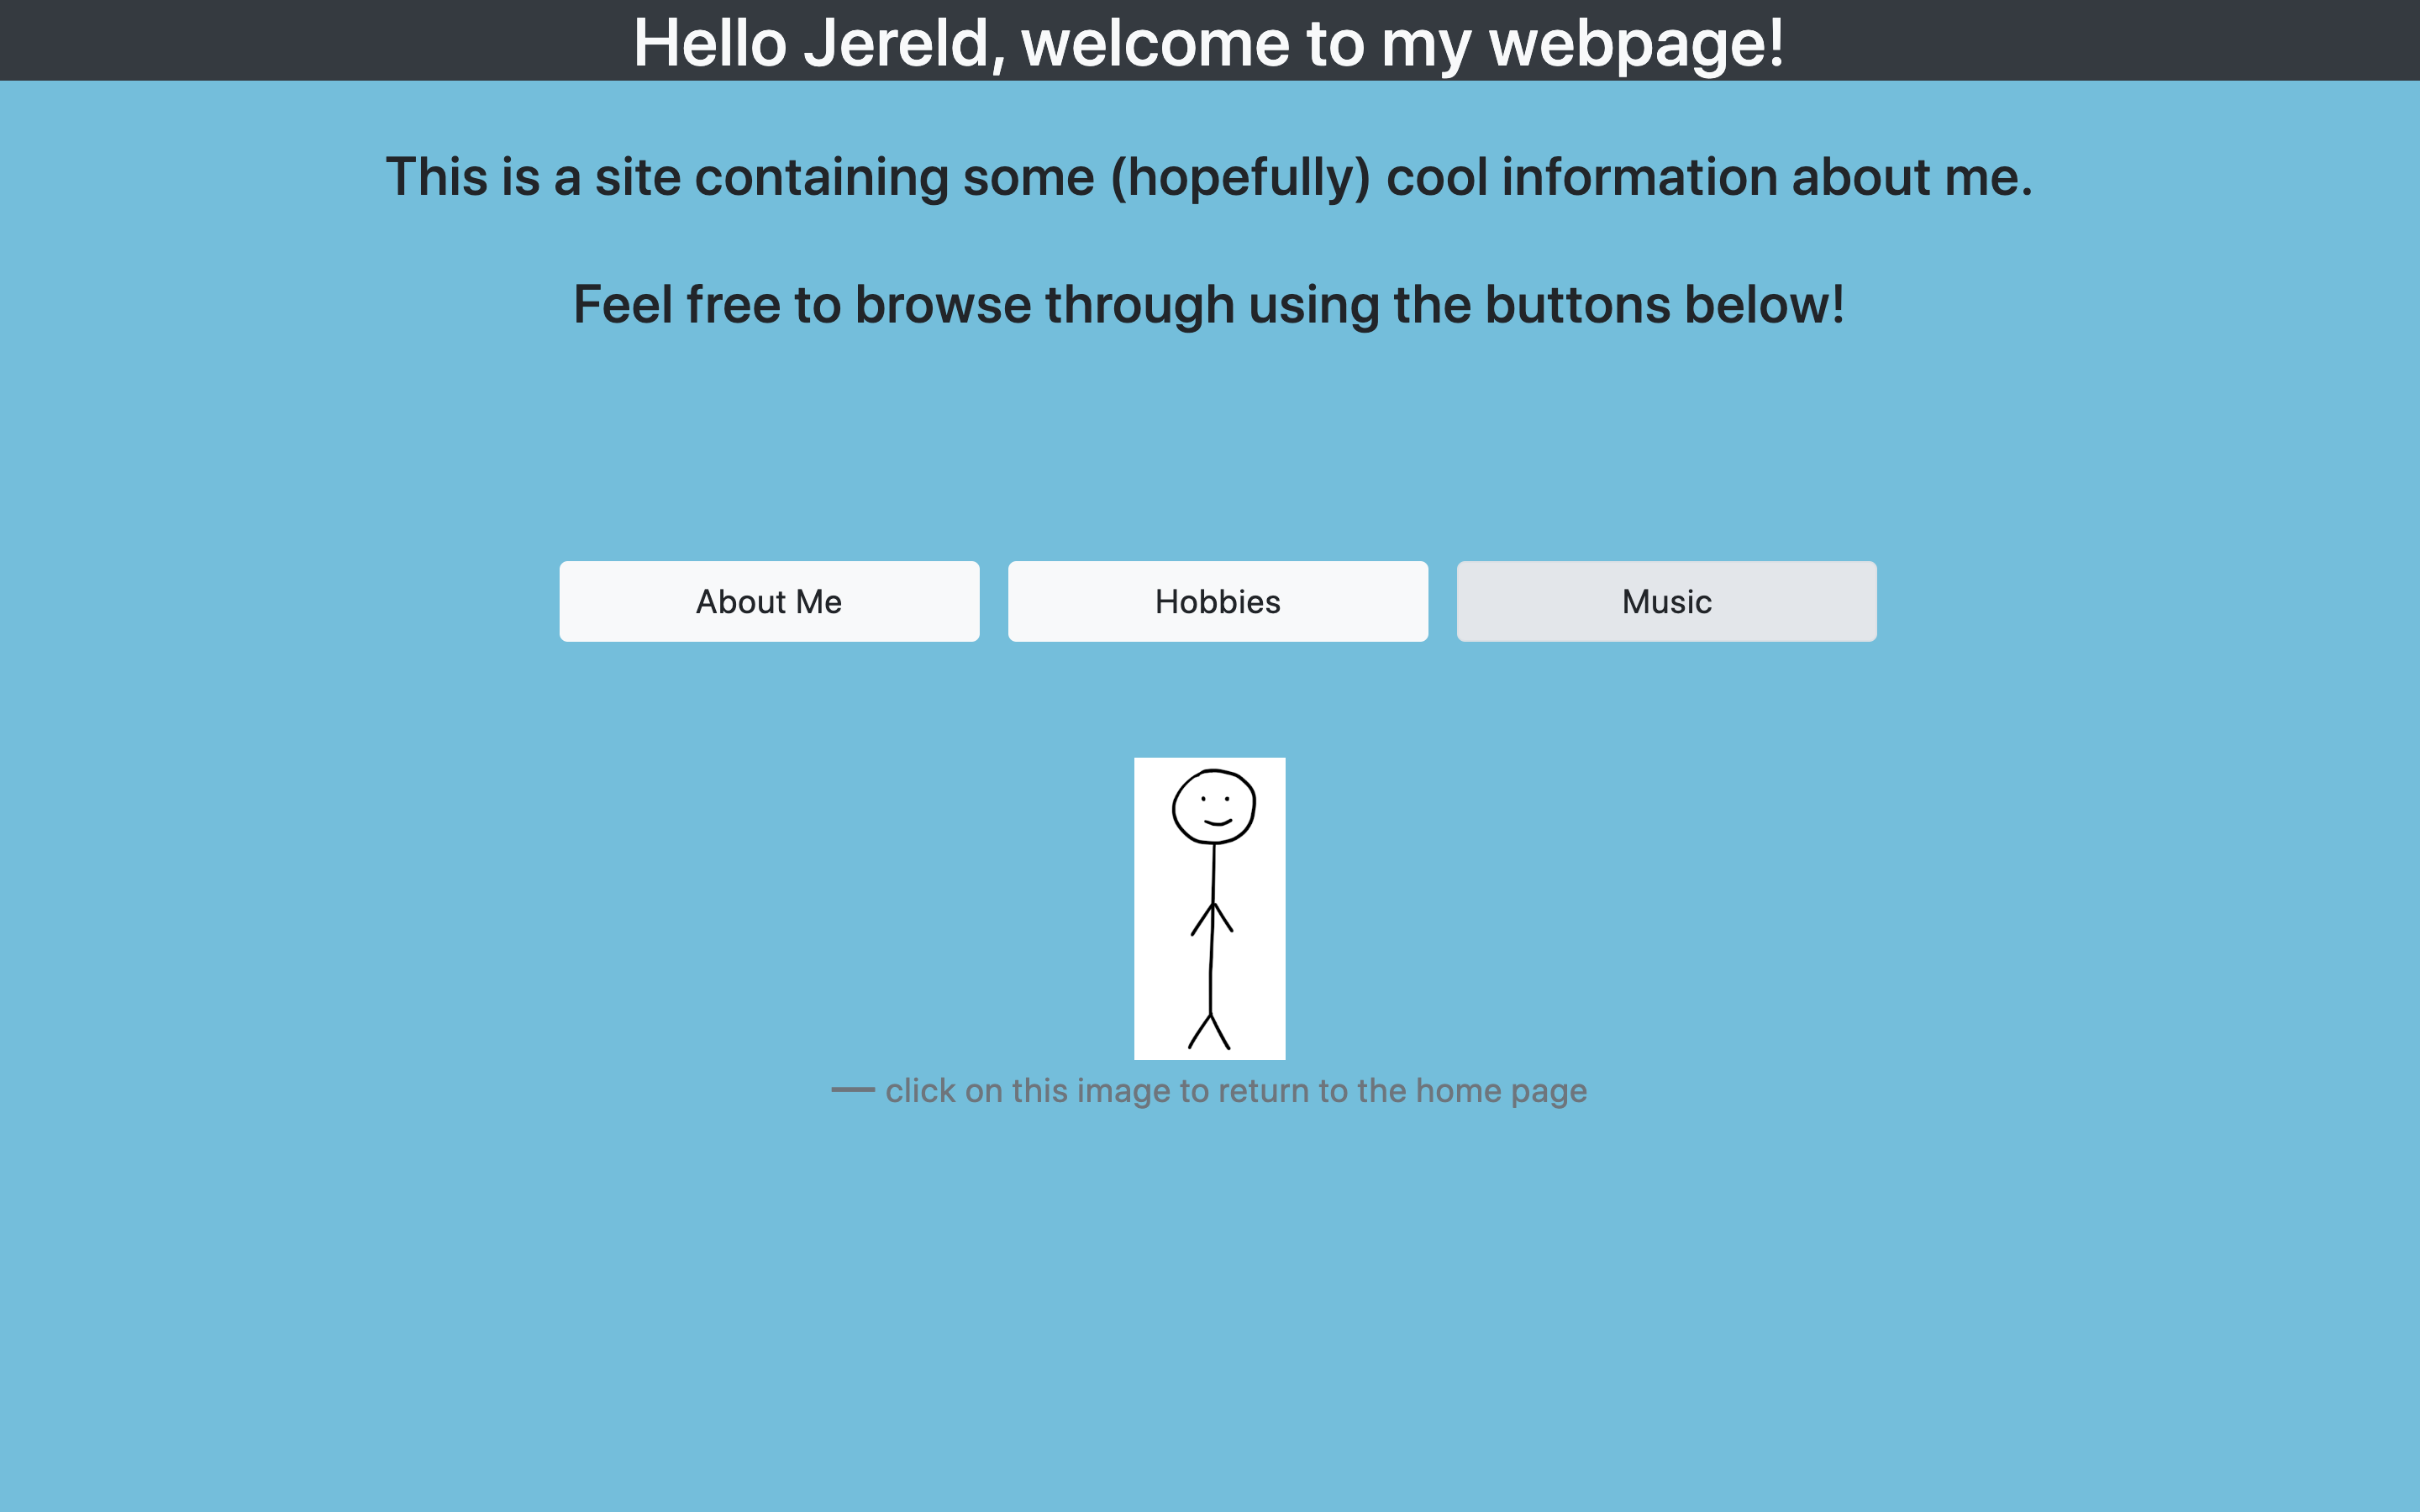 Hello Jereld, welcome to my webpage!
This is a site containing some (hopefully) cool information about me.
Feel free to browse through using the buttons below!
About Me
Hobbies
Music
— click on this image to return to the home page